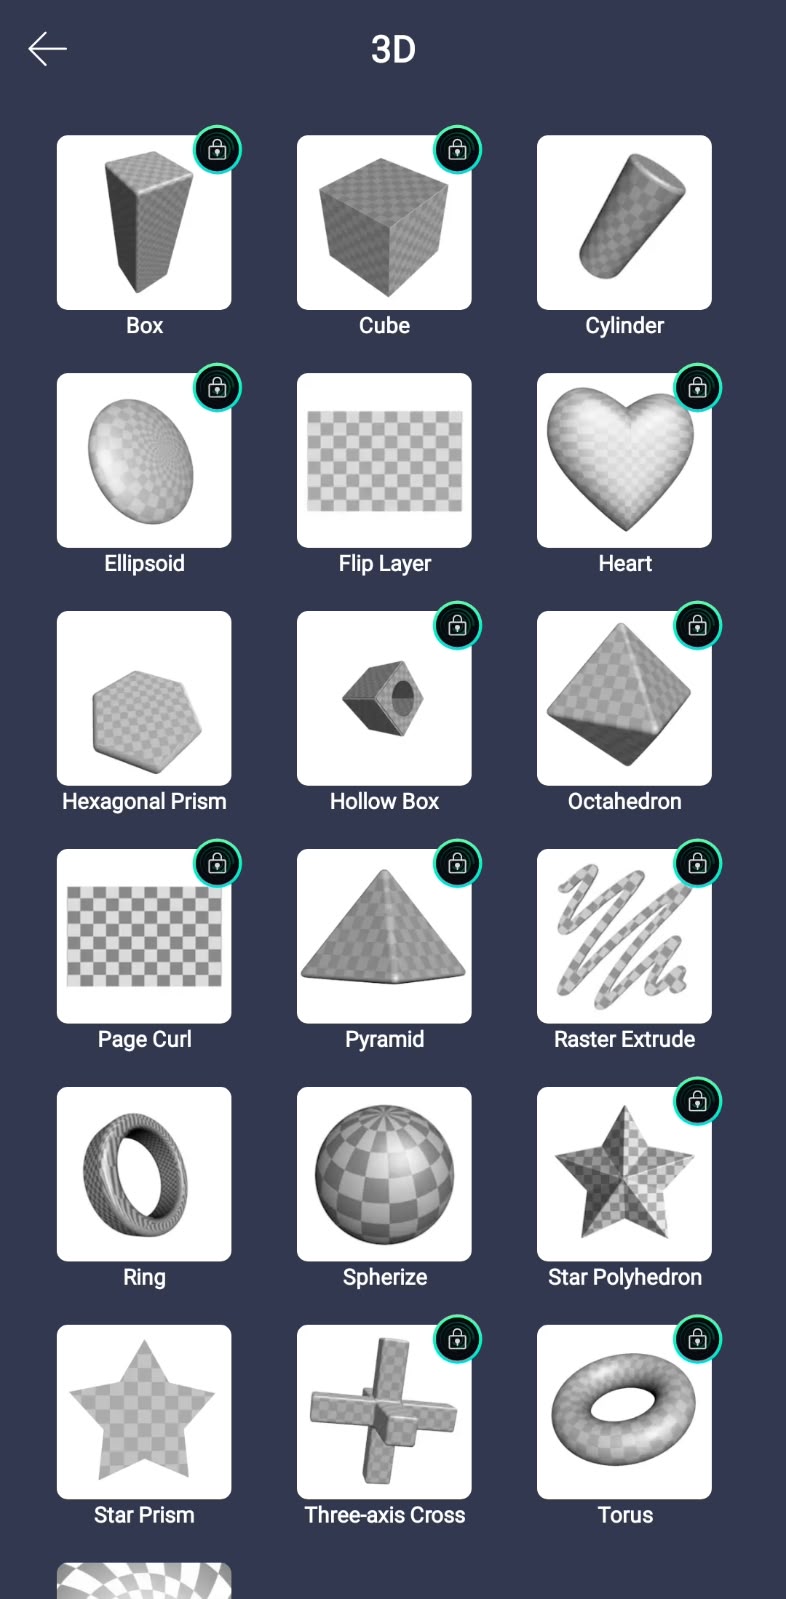 3D
Box
Cube
Cylinder
Ellipsoid
Flip Layer
Heart
Hexagonal Prism
Hollow Box
Octahedron
Page Curl
Pyramid
Raster Extrude
Ring
Spherize
Star Polyhedron
Star Prism
Three-axis Cross
Torus